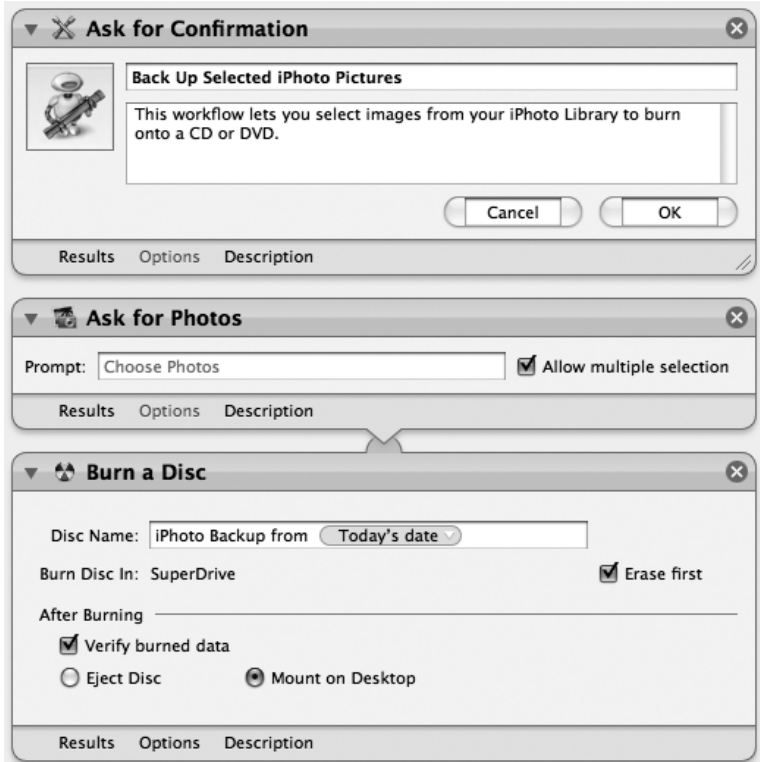 Ask for Confirmation
Back Up Selected iPhoto Pictures
This workflow lets you select images from your iPhoto Library to burn
onto a CD or DVD.
Cancel OK
Results Options Description
Ask for Photos
Prompt: Choose Photos Allow multiple selection
Results Options Description
Burn a Disc
Disc Name: iPhoto Backup from Today's date
Burn Disc In: SuperDrive Erase first
After Burning
Verify burned data
Eject Disc Mount on Desktop
Results Options Description